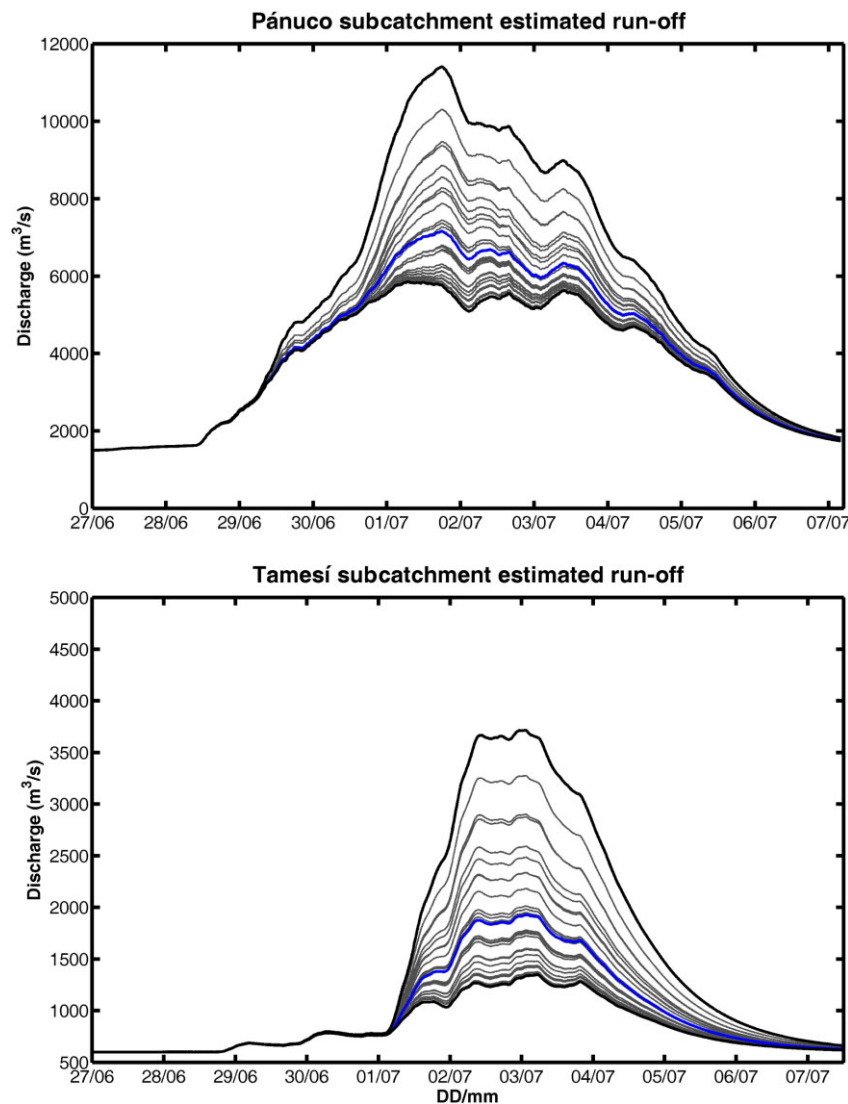 Pánuco subcatchment estimated run-off
12000
10000
8000
6000
4000
2000
0
Discharge (m³/s)
27/06 28/06 29/06 30/06 01/07 02/07 03/07 04/07 05/07 06/07 07/07
Tamesí subcatchment estimated run-off
5000
4500
4000
3500
3000
2500
2000
1500
1000
500
Discharge (m³/s)
27/06 28/06 29/06 30/06 01/07 02/07 03/07 04/07 05/07 06/07 07/07
DD/mm